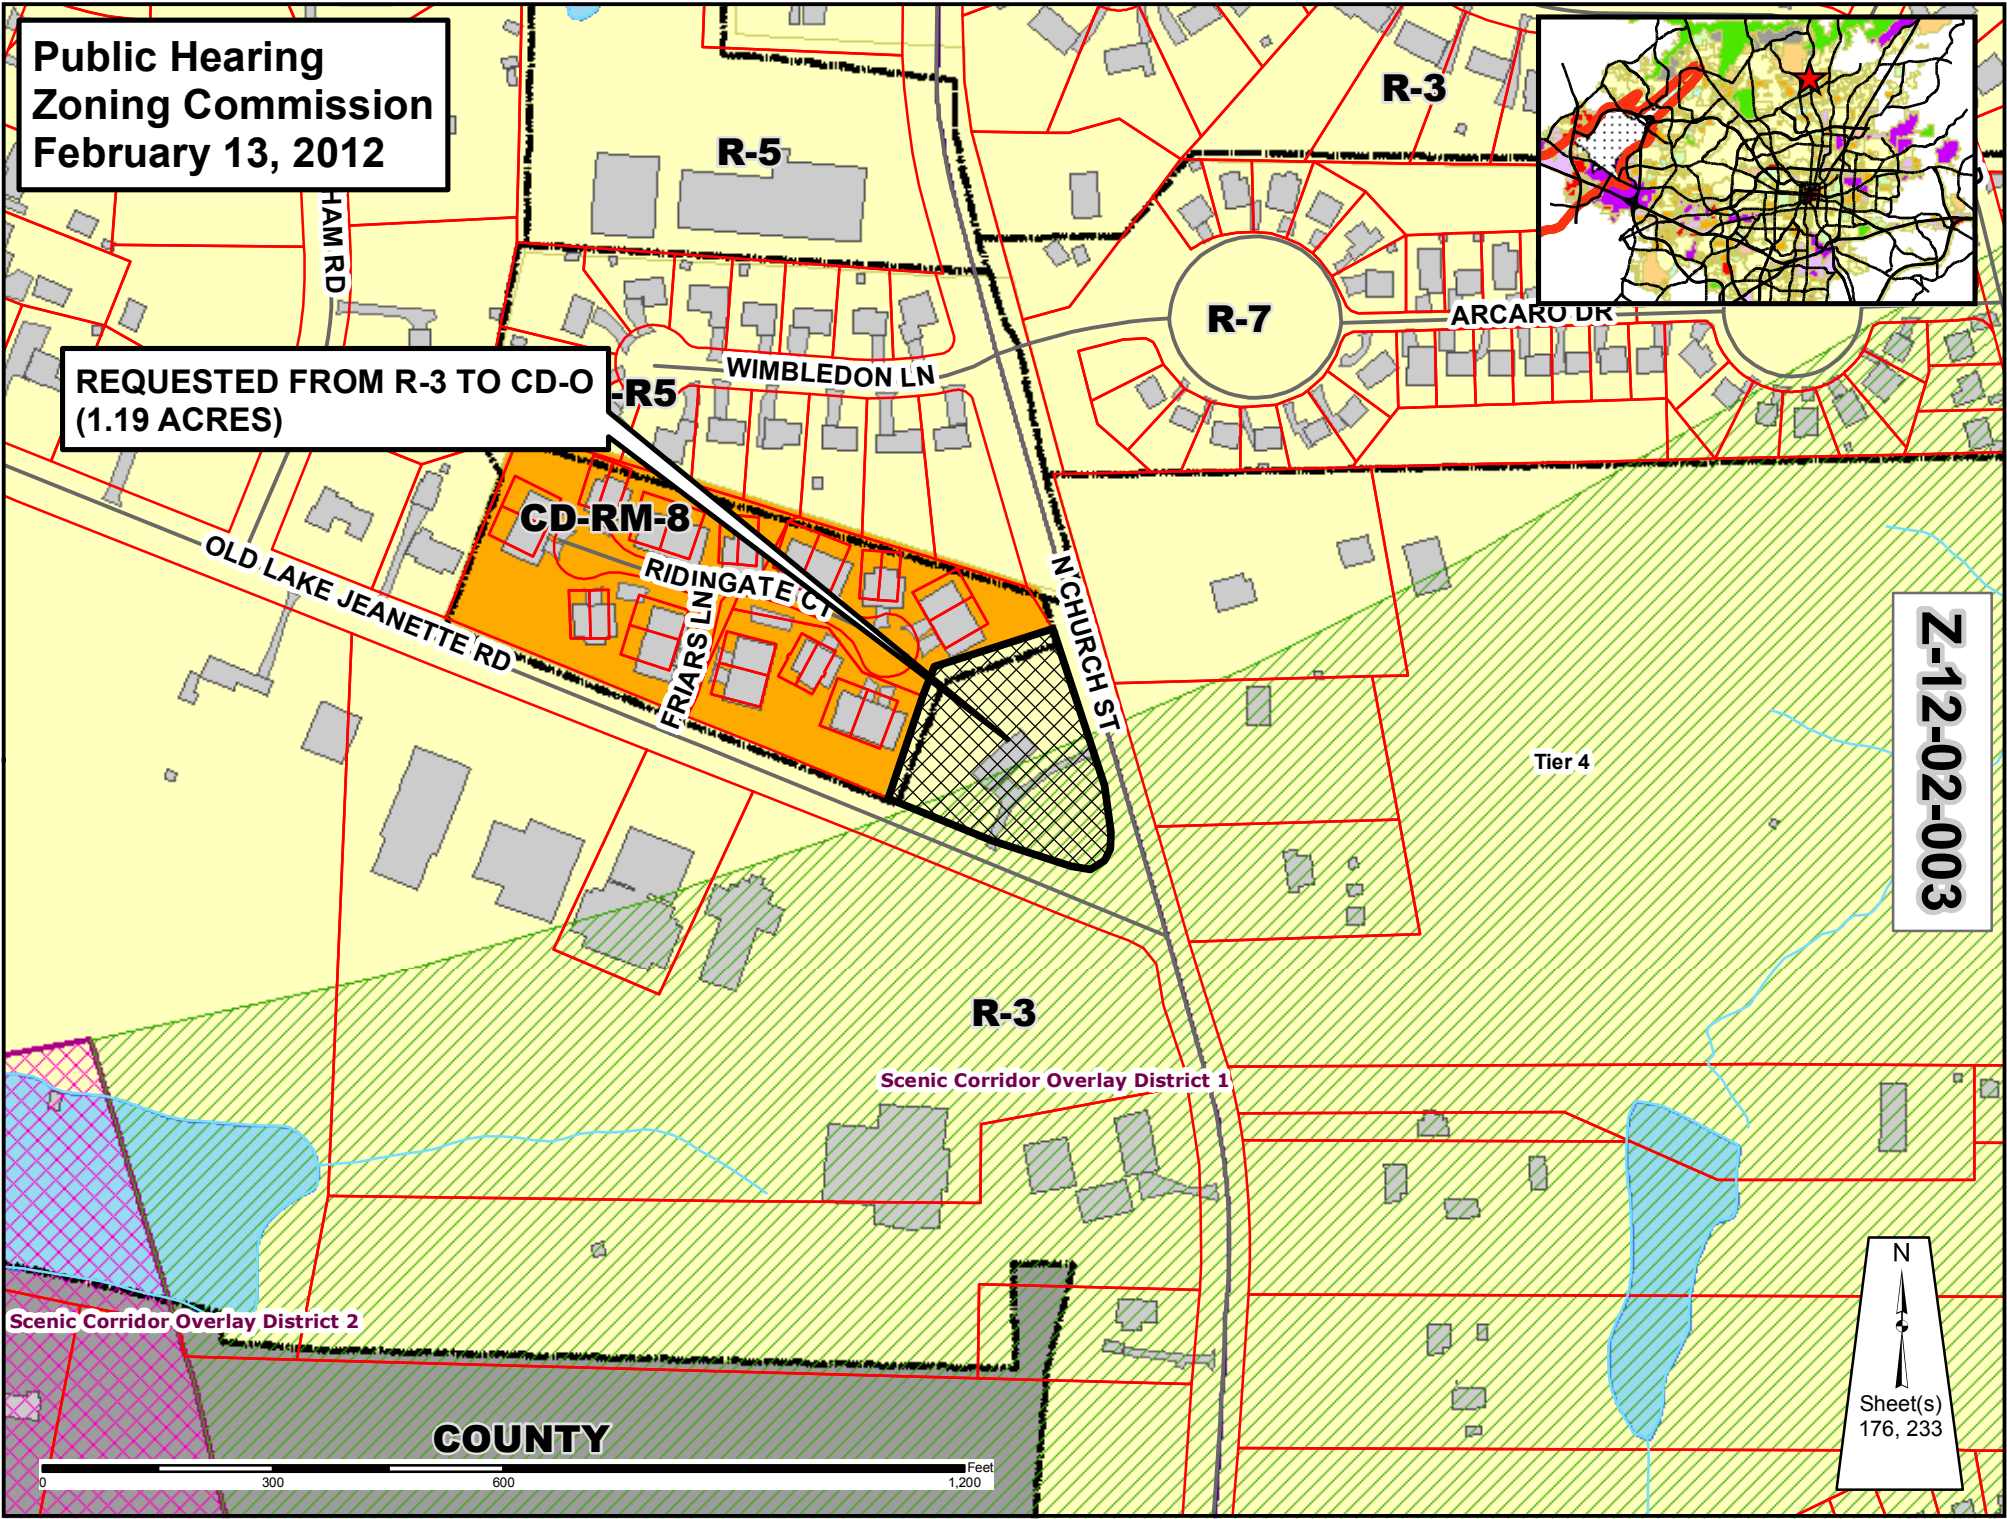 Public Hearing
Zoning Commission
February 13, 2012
R-3
R-5
HAM RD
R-7
ARCARO DR
WIMBLEDON LN
REQUESTED FROM R-3 TO CD-O
(1.19 ACRES)
-R5
CD-RM-8
OLD LAKE JEANETTE RD
RIDINGATE CT
FRIARS LN
N CHURCH ST
Z-12-02-003
Tier 4
R-3
Scenic Corridor Overlay District 1
Scenic Corridor Overlay District 2
COUNTY
0 300 600 1,200
Feet
N
Sheet(s)
176, 233